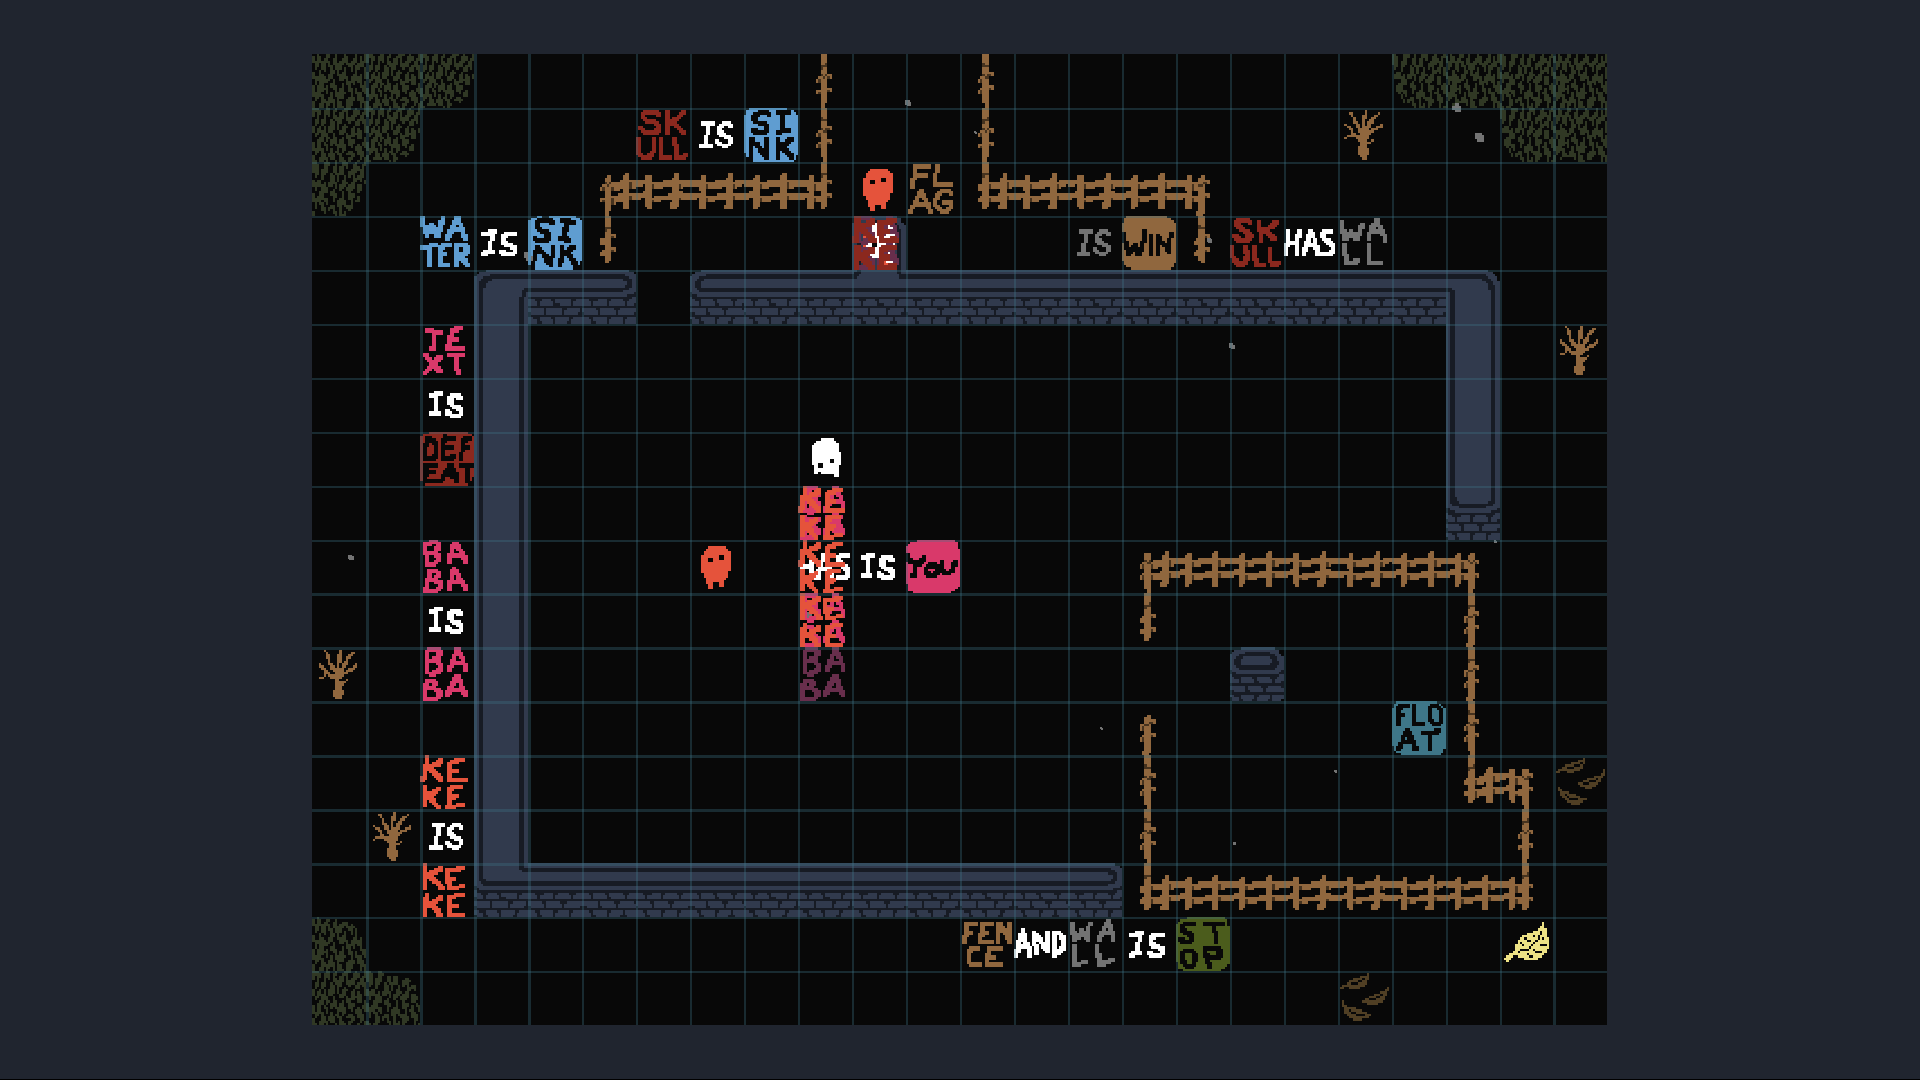 SKULL IS SINK
FLAG
WATER IS SINK
IS WIN
SKULL HAS WALL
TEXT
IS
DEFEAT
BABA
IS
BABA
IS YOU
BABA
FLOAT
KEKE
IS
KEKE
FENCE AND WALL IS STOP